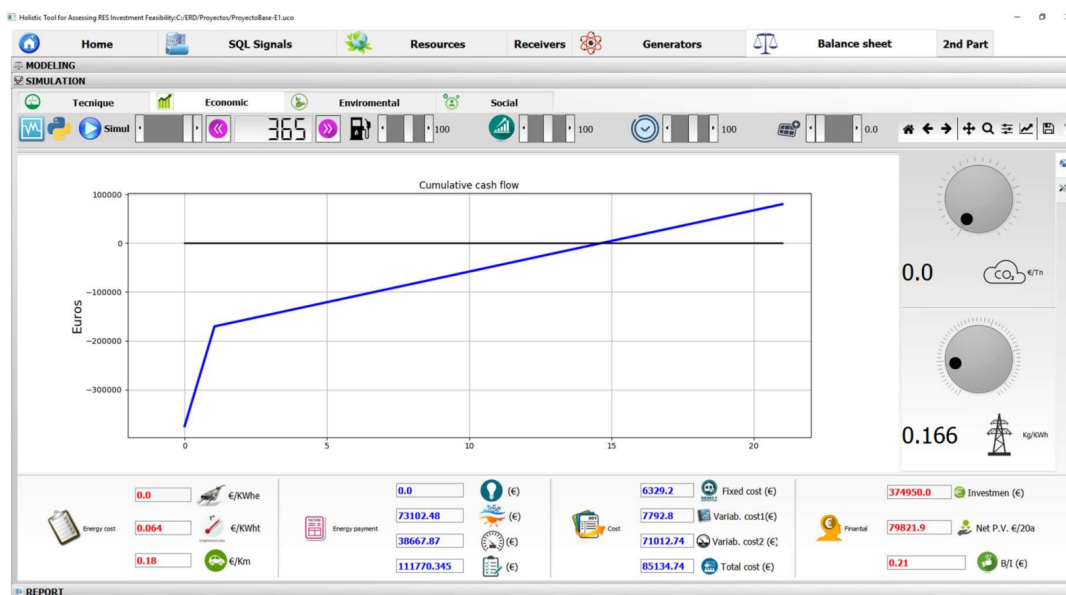 Holistic Tool for Assessing RES Investment Feasibility:C:/ERD/Proyectos/ProyectoBase-E1.uco
Home SQL Signals Resources Receivers Generators Balance sheet 2nd Part
MODELING
SIMULATION
Tecnique Economic Enviromental Social
Simul 365 100 100 100 0.0
Cumulative cash flow
100000
0
−100000
−200000
−300000
Euros
0 5 10 15 20
0.0 CO₂ €/Tn
0.166 Kg/KWh
Energy cost
0.0 €/KWhe
0.064 TEMPERATURA €/KWht
0.18 €/Km
FACTURA
Energy payment
0.0 (€)
73102.48 (€)
38667.87 (€)
111770.345 (€)
Cost
6329.2 Fixed cost (€)
7792.8 Variab. cost1(€)
71012.74 Variab. cost2 (€)
85134.74 Total cost (€)
Finantial
374950.0 Investmen (€)
79821.9 Net P.V. €/20a
0.21 B/I (€)
REPORT